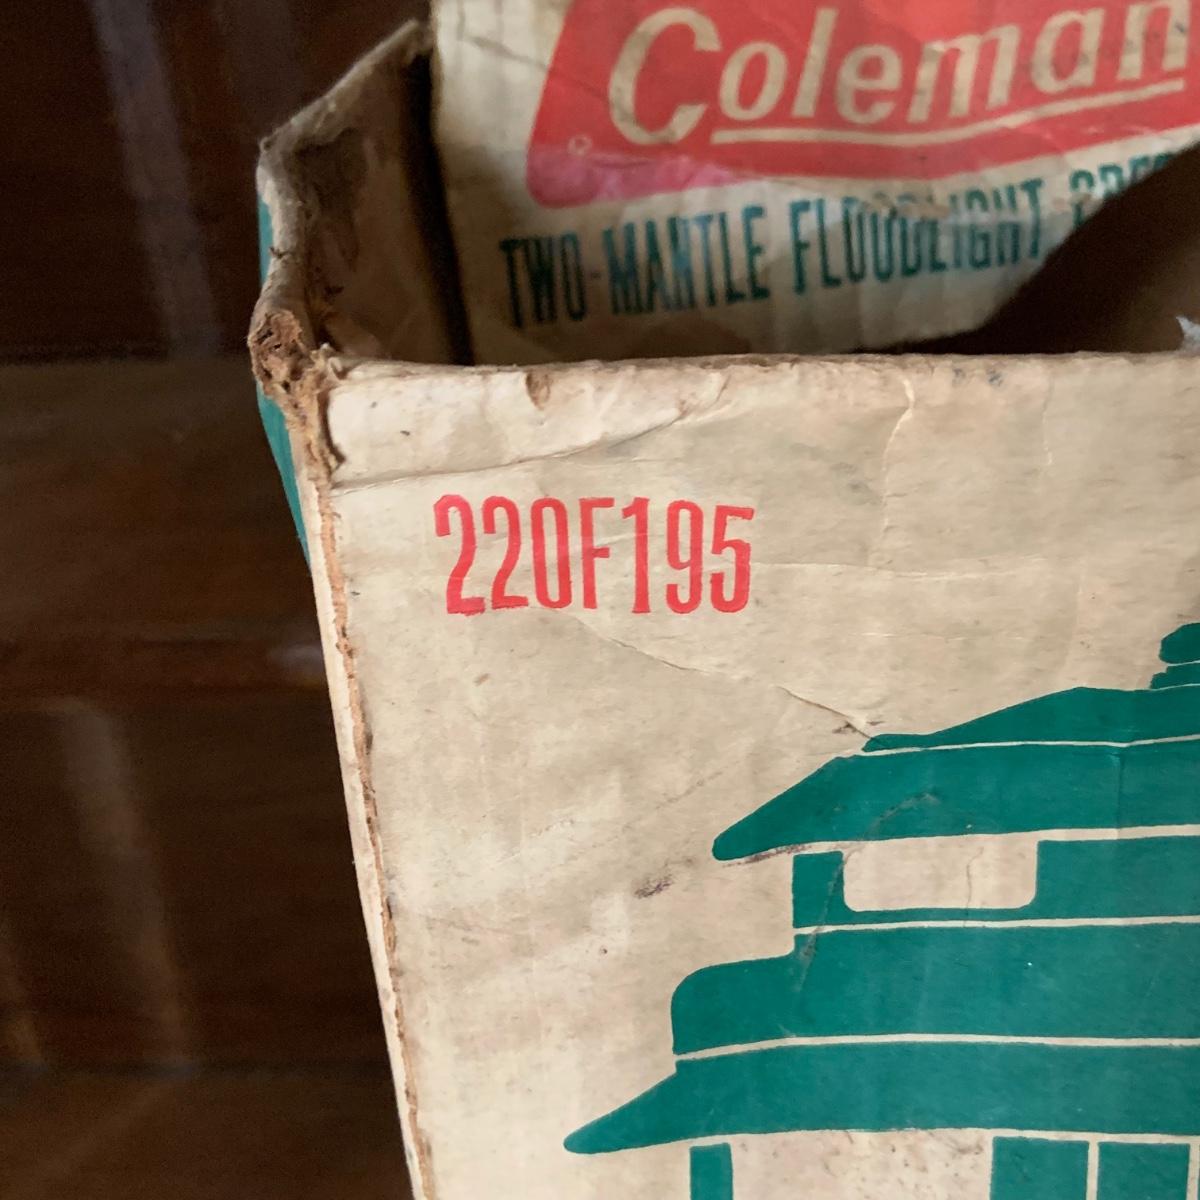 Coleman
®
TWO-MANTLE FLOODLIGHT
220F195